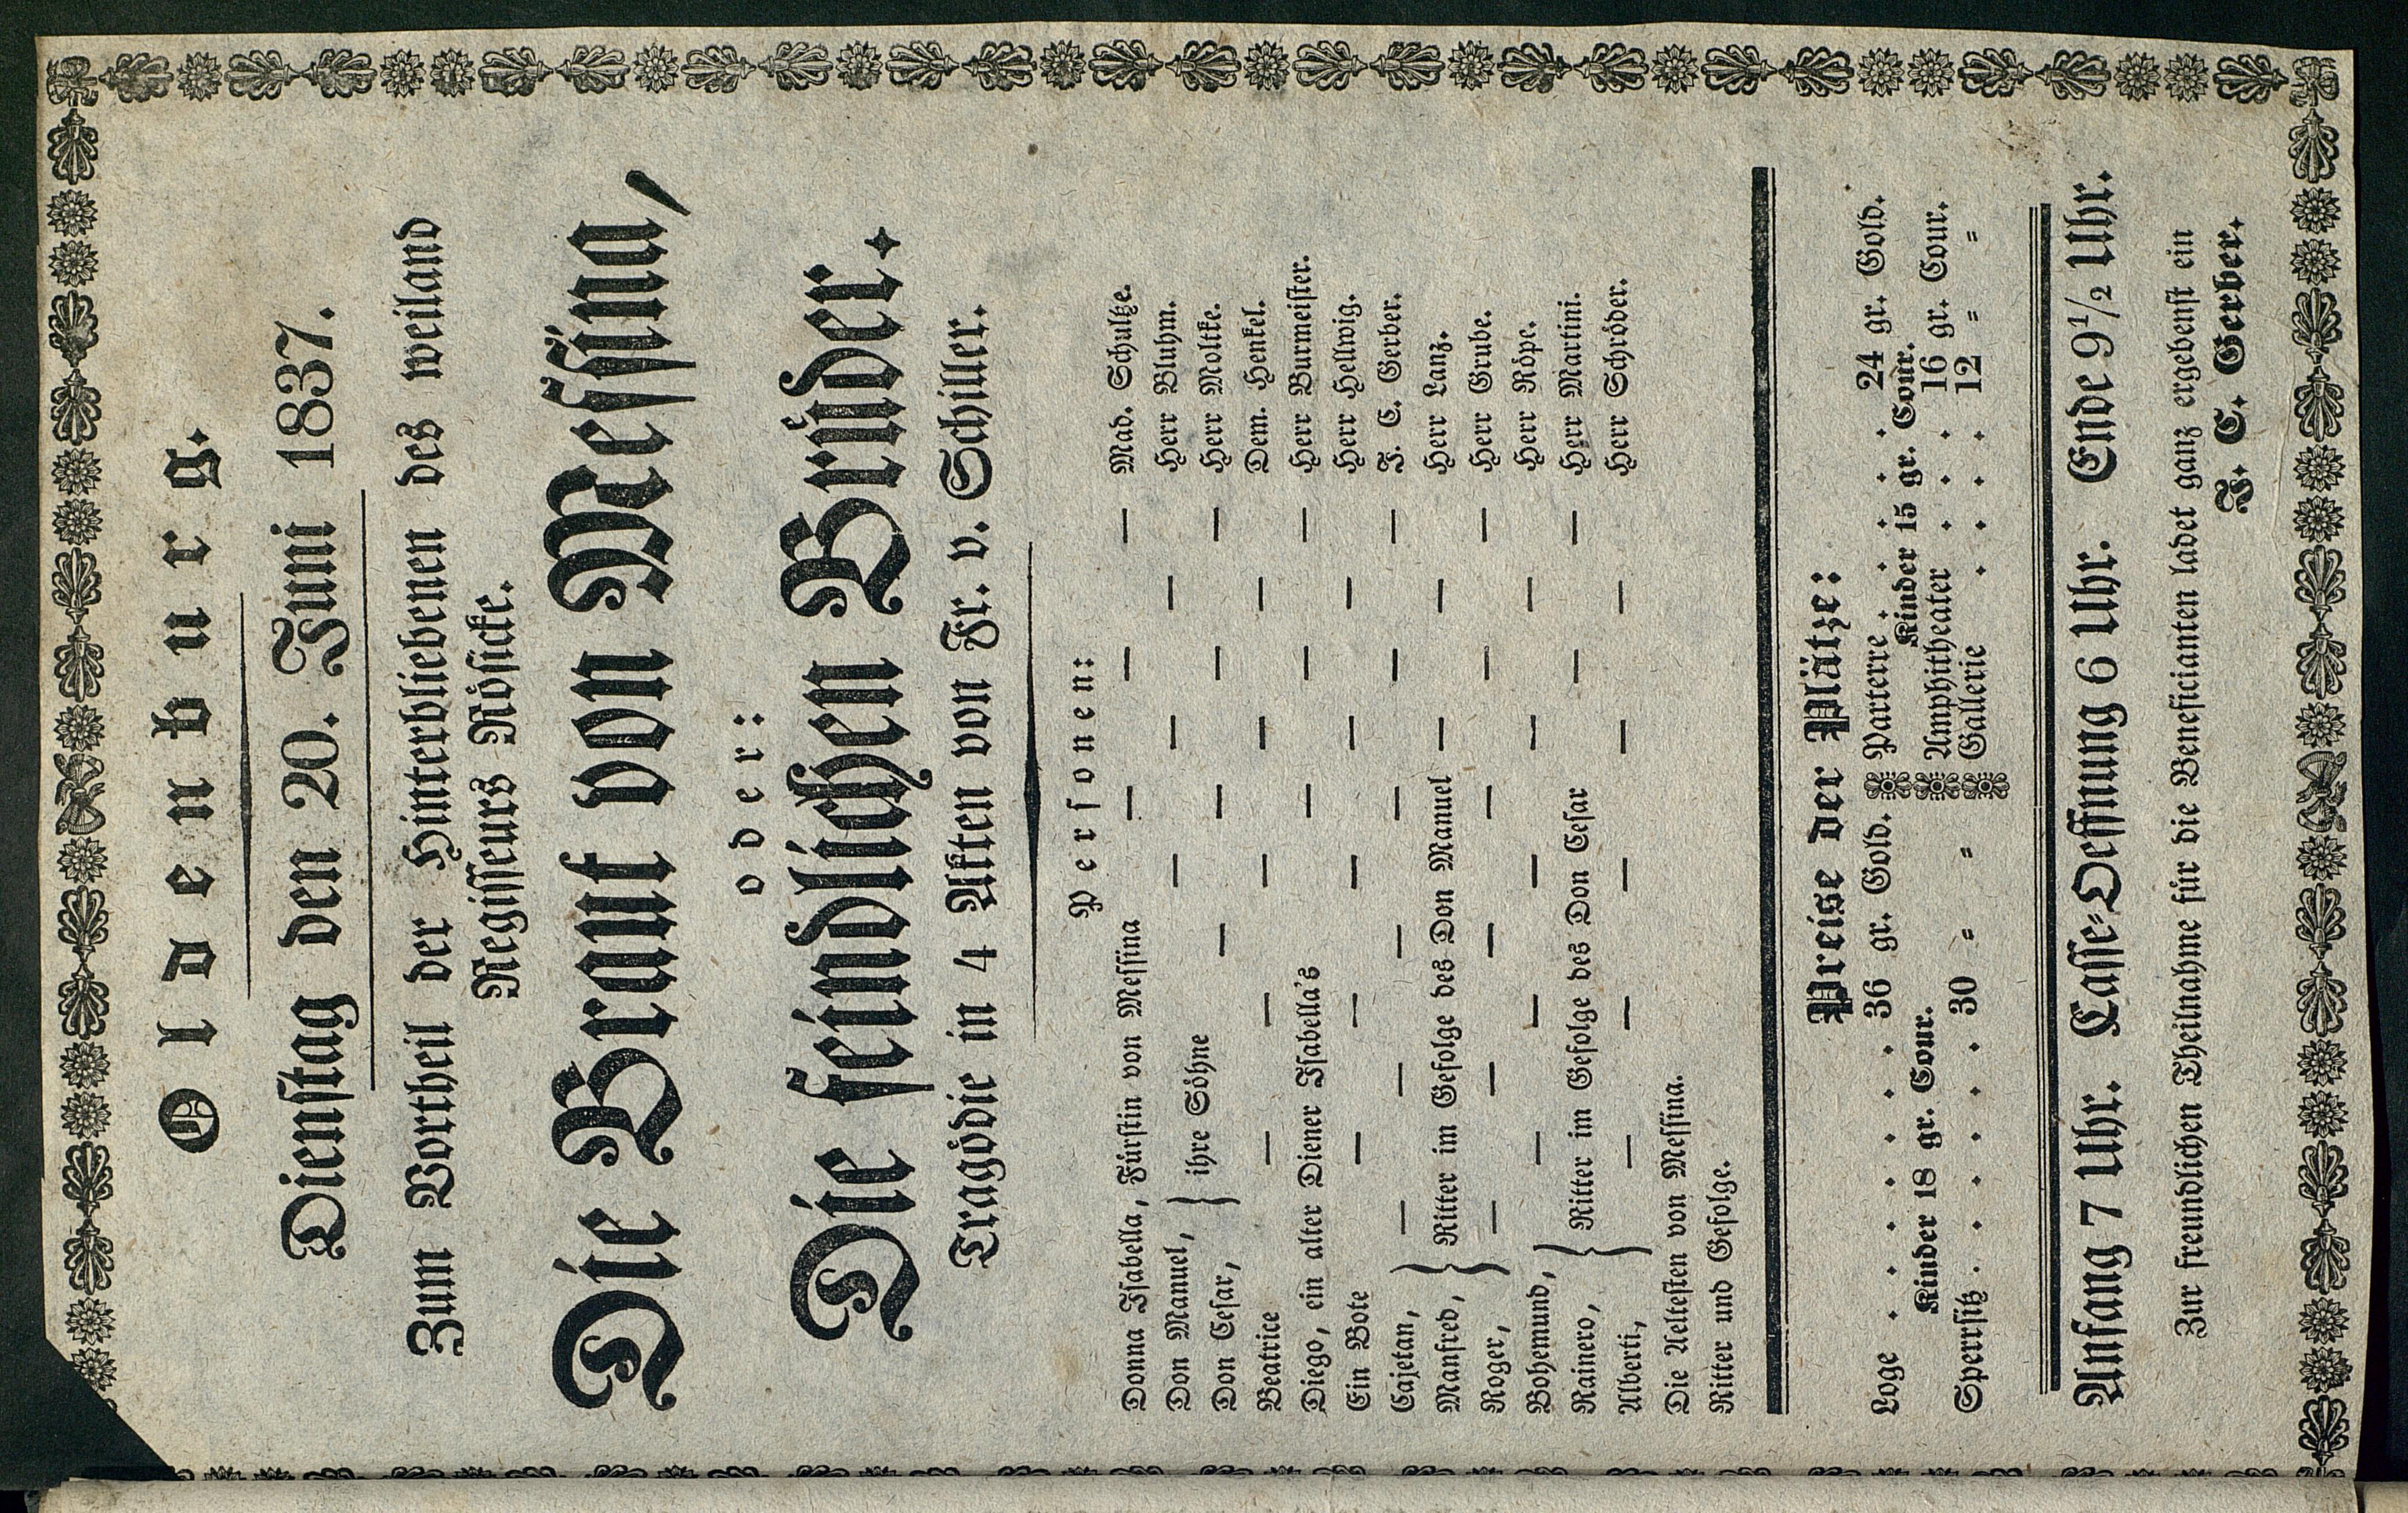 Oldenburg.
Dienstag den 20. Juni 1837.
Zum Vortheil der Hinterbliebenen des weiland
Regisseurs Rösicke.
Die Braut von Messina,
oder:
Die feindlichen Brüder.
Tragödie in 4 Akten von Fr. v. Schiller.
Personen:
Donna Isabella, Fürstin von Messina — — — Mad. Schultze.
Don Manuel, } ihre Söhne — — — Herr Bluhm.
Don Cesar, } — — — — Herr Moltke.
Beatrice — — — — — Dem. Henkel.
Diego, ein alter Diener Isabella's — — — Herr Burmeister.
Ein Bote — — — — — Herr Hellwig.
Cajetan, } — — — — — — J. C. Gerber.
Manfred, } Ritter im Gefolge des Don Manuel — — Herr Lanz.
Roger, } — — — — — — Herr Grube.
Bohemund, } — — — — — Herr Röpe.
Rainero, } Ritter im Gefolge des Don Cesar — — Herr Martini.
Alberti, } — — — — — Herr Schröder.
Die Aeltesten von Messina.
Ritter und Gefolge.
Preise der Plätze:
Loge . . . . . 36 gr. Gold.
Kinder 18 gr. Cour.
Sperrsitz . . . . 30 = =
Parterre . . . . 24 gr. Gold.
Kinder 15 gr. Cour.
Amphitheater . . . 16 gr. Cour.
Gallerie . . . . 12 = =
Anfang 7 Uhr. Casse=Oeffnung 6 Uhr. Ende 9½ Uhr.
Zur freundlichen Theilnahme für die Beneficianten ladet ganz ergebenst ein
J. C. Gerber.